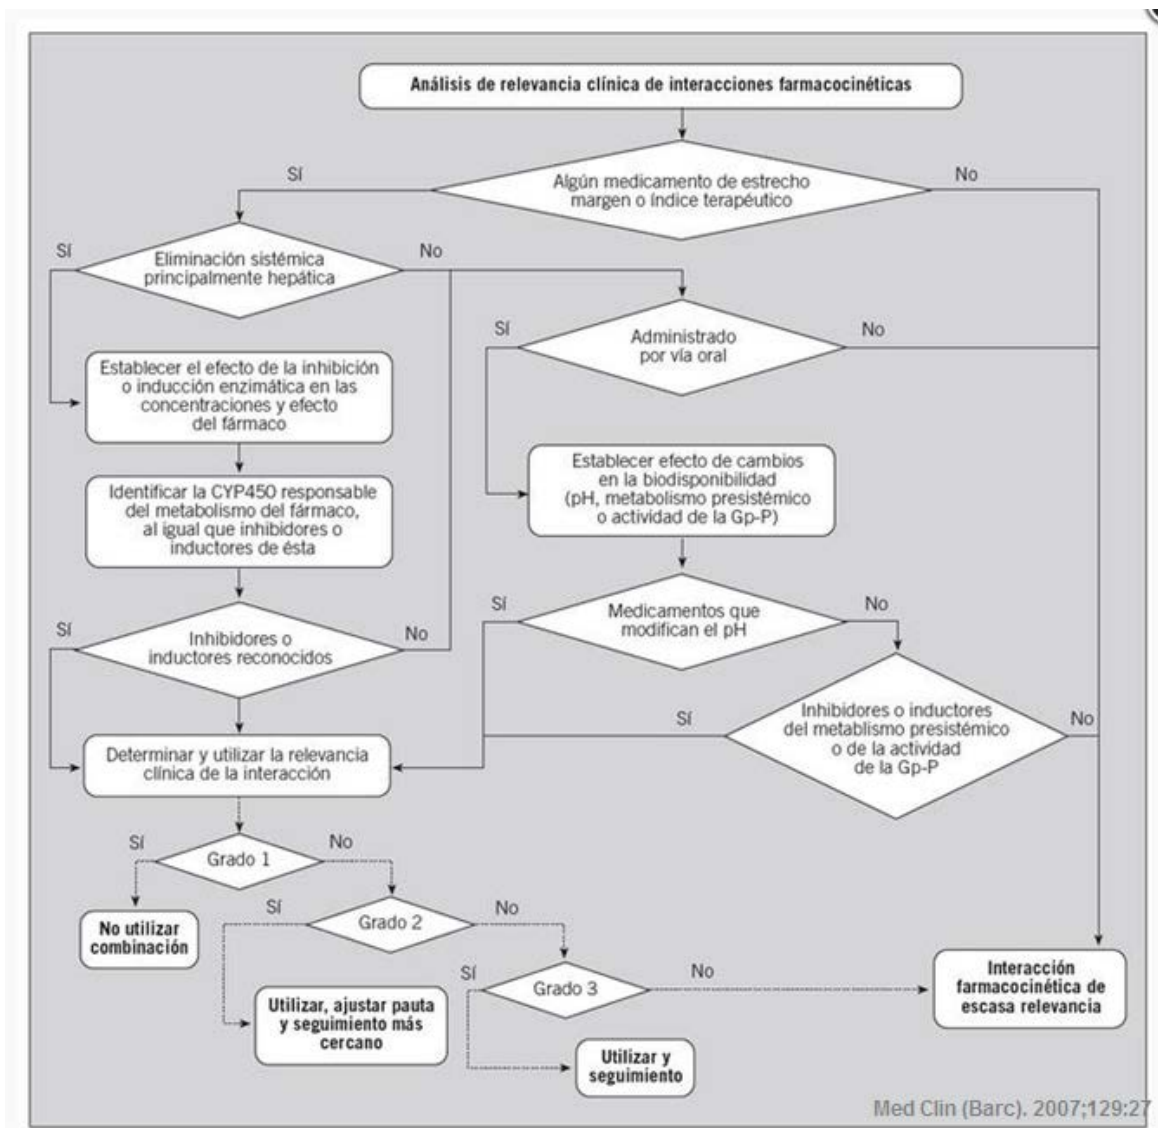 Análisis de relevancia clínica de interacciones farmacocinéticas
Sí
Algún medicamento de estrecho
margen o índice terapéutico
No
Sí
Eliminación sistémica
principalmente hepática
No
Sí
Administrado
por vía oral
No
Establecer el efecto de la inhibición
o inducción enzimática en las
concentraciones y efecto
del fármaco
Establecer efecto de cambios
en la biodisponibilidad
(pH, metabolismo presistémico
o actividad de la Gp-P)
Identificar la CYP450 responsable
del metabolismo del fármaco,
al igual que inhibidores o
inductores de ésta
Sí
Medicamentos que
modifican el pH
No
Sí
Inhibidores o
inductores reconocidos
No
Sí
Inhibidores o inductores
del metablismo presistémico
o de la actividad
de la Gp-P
No
Determinar y utilizar la relevancia
clínica de la interacción
Sí
Grado 1
No
No utilizar
combinación
Sí
Grado 2
No
Utilizar, ajustar pauta
y seguimiento más
cercano
Sí
Grado 3
No
Utilizar y
seguimiento
Interacción
farmacocinética de
escasa relevancia
Med Clin (Barc). 2007;129:27